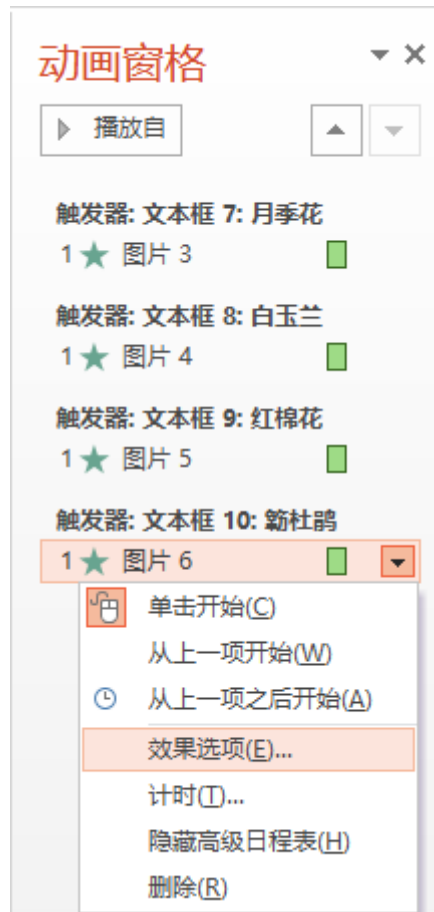 动画窗格
播放自
触发器: 文本框 7: 月季花
1 图片 3
触发器: 文本框 8: 白玉兰
1 图片 4
触发器: 文本框 9: 红棉花
1 图片 5
触发器: 文本框 10: 簕杜鹃
1 图片 6
单击开始(C)
从上一项开始(W)
从上一项之后开始(A)
效果选项(E)...
计时(T)...
隐藏高级日程表(H)
删除(R)